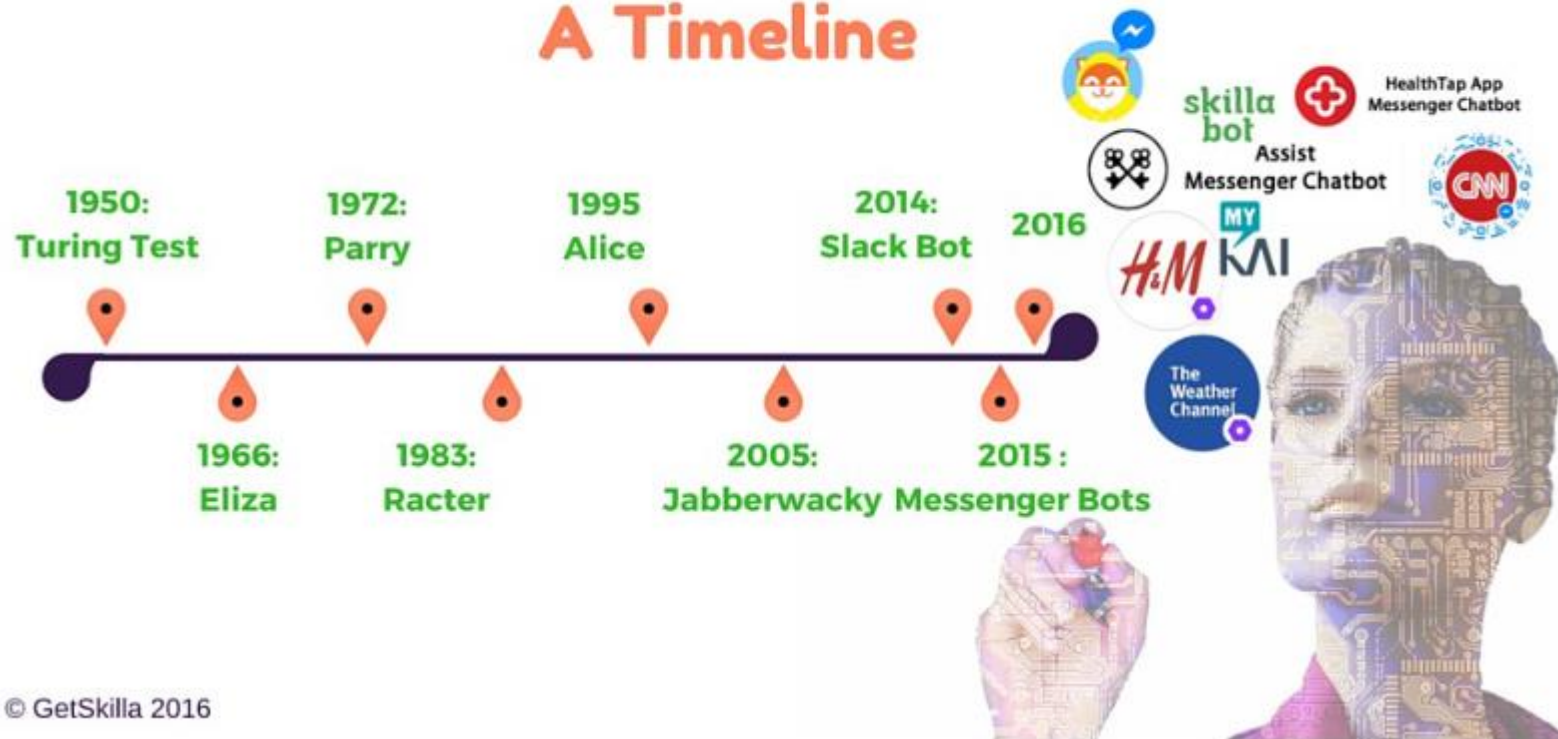 A Timeline
1950:
Turing Test
1972:
Parry
1995
Alice
2014:
Slack Bot
2016
1966:
Eliza
1983:
Racter
2005:
Jabberwacky
2015 :
Messenger Bots
skilla
bot
HealthTap App
Messenger Chatbot
Assist
Messenger Chatbot
CNN
MY
KAI
H&M
The
Weather
Channel
© GetSkilla 2016